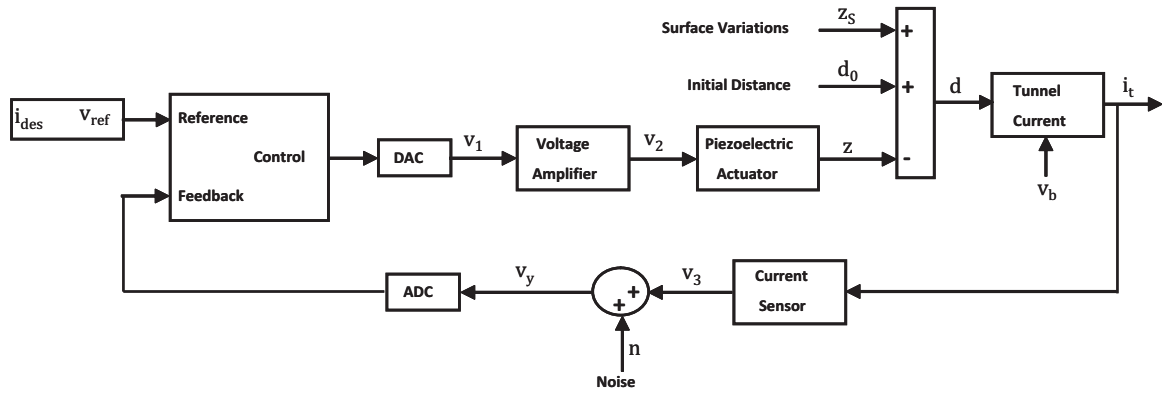 Surface Variations
z_S
+
Initial Distance
d_0
+
d
Tunnel
Current
i_t
i_des
v_ref
Reference
Control
Feedback
DAC
v_1
Voltage
Amplifier
v_2
Piezoelectric
Actuator
z
-
v_b
ADC
v_y
+
+
v_3
Current
Sensor
n
Noise